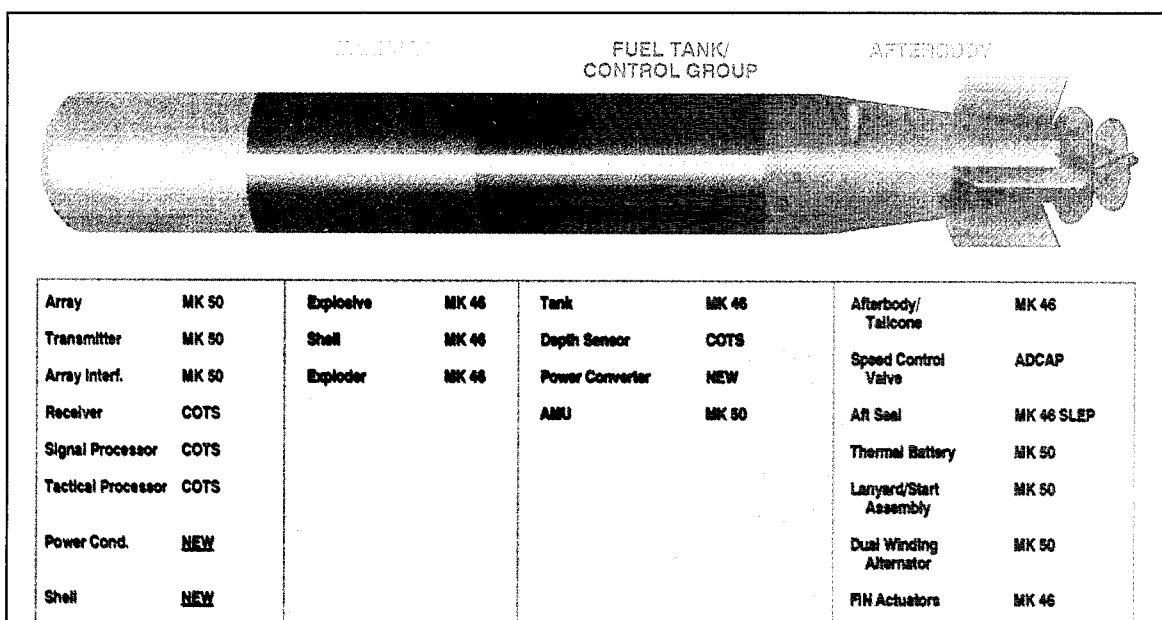 FUEL TANK/
CONTROL GROUP
AFTERBODY
Array MK 50
Transmitter MK 50
Array Interf. MK 50
Receiver COTS
Signal Processor COTS
Tactical Processor COTS
Power Cond. NEW
Shell NEW
Explosive MK 46
Shell MK 46
Exploder MK 46
Tank MK 46
Depth Sensor COTS
Power Converter NEW
AMU MK 50
Afterbody/ MK 46
Tailcone
Speed Control ADCAP
Valve
Aft Seal MK 46 SLEP
Thermal Battery MK 50
Lanyard/Start MK 50
Assembly
Dual Winding MK 50
Alternator
FIN Actuators MK 46